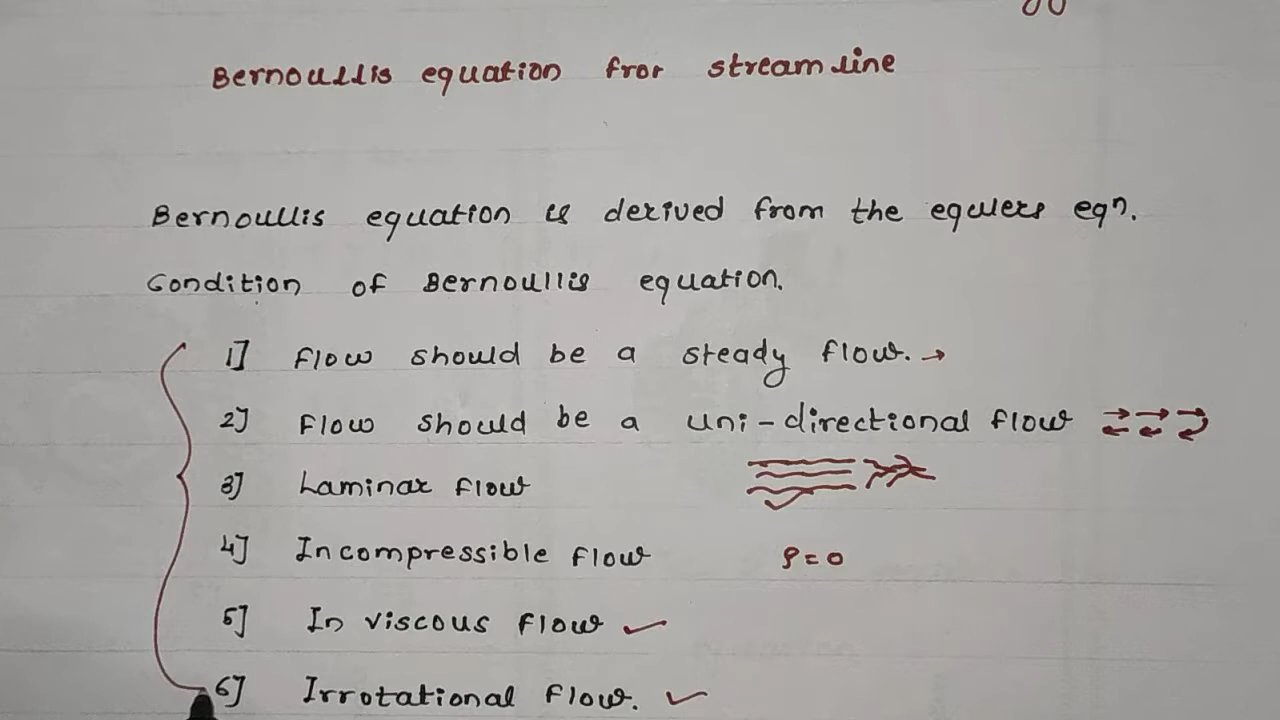 Bernoullis equation fror streamline
Bernoullis equation is derived from the equlers eqn.
Condition of Bernoullis equation.
1] Flow should be a steady flow. →
2] Flow should be a uni-directional flow
3] Laminar flow
4] Incompressible flow ρ=0
5] In viscous flow ✓
6] Irrotational flow. ✓